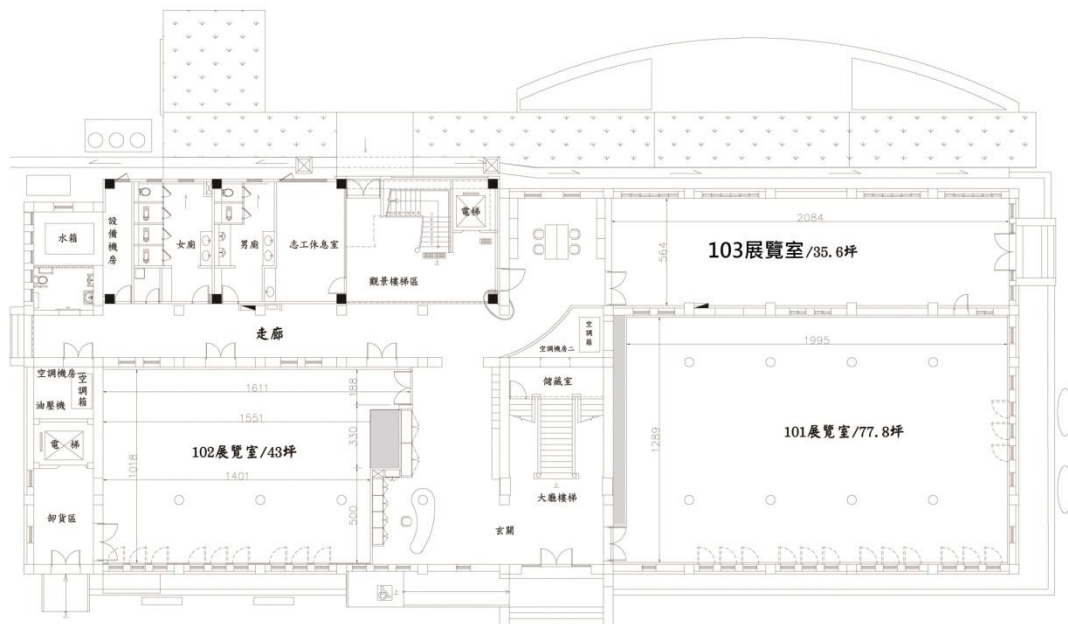 2084
103展覽室/35.6坪
564
電梯
設備機房
水箱
女廁
男廁
志工休息室
觀景樓梯區
上
走廊
空調箱
空調機房二
儲藏室
1995
101展覽室/77.8坪
1289
空調機房
空調箱
油壓機
電梯
卸貨區
1611
188
1551
330
102展覽室/43坪
1018
1401
500
大廳樓梯
上
玄關
上
上